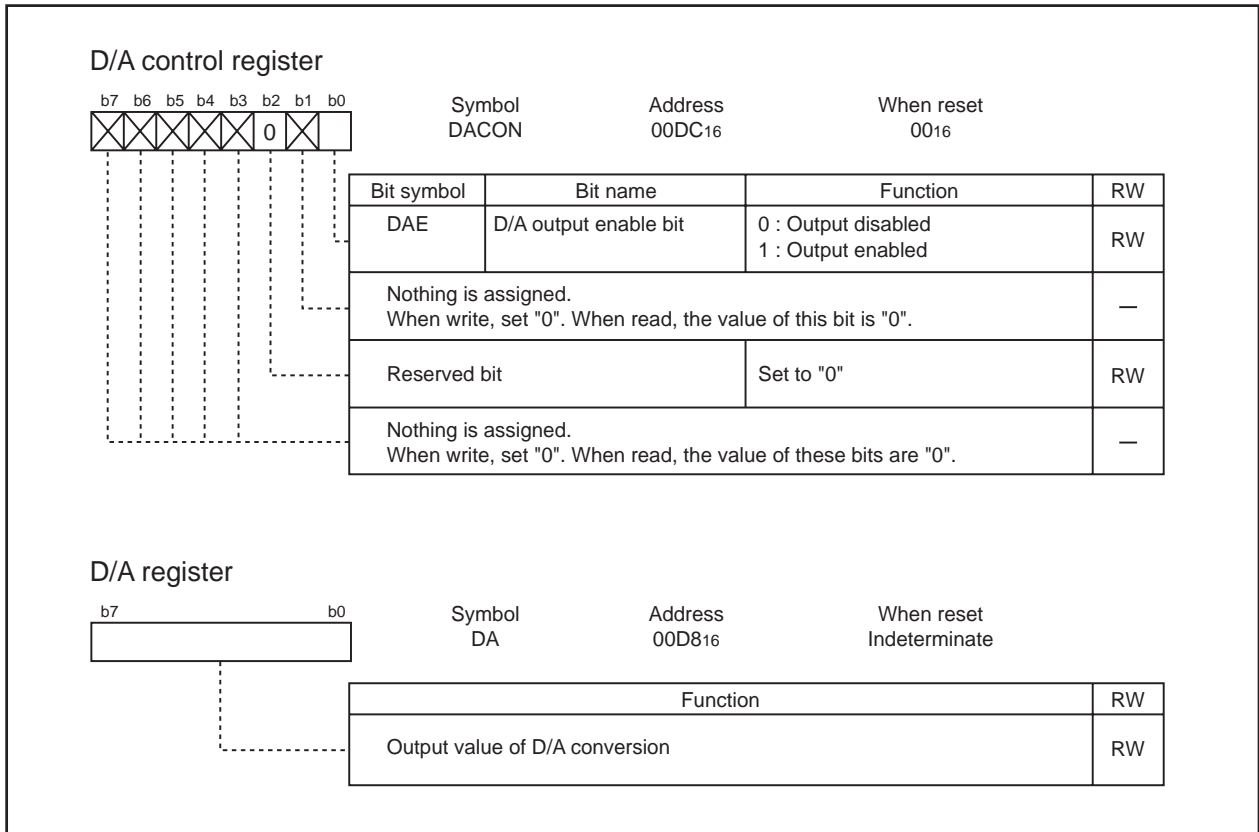 D/A control register
b7 b6 b5 b4 b3 b2 b1 b0
0
Symbol Address When reset
DACON 00DC16 0016
Bit symbol Bit name Function RW
DAE D/A output enable bit 0 : Output disabled
1 : Output enabled
RW
Nothing is assigned.
When write, set "0". When read, the value of this bit is "0".
—
Reserved bit Set to "0" RW
Nothing is assigned.
When write, set "0". When read, the value of these bits are "0".
—
D/A register
b7 b0
Symbol Address When reset
DA 00D816 Indeterminate
Function RW
Output value of D/A conversion RW